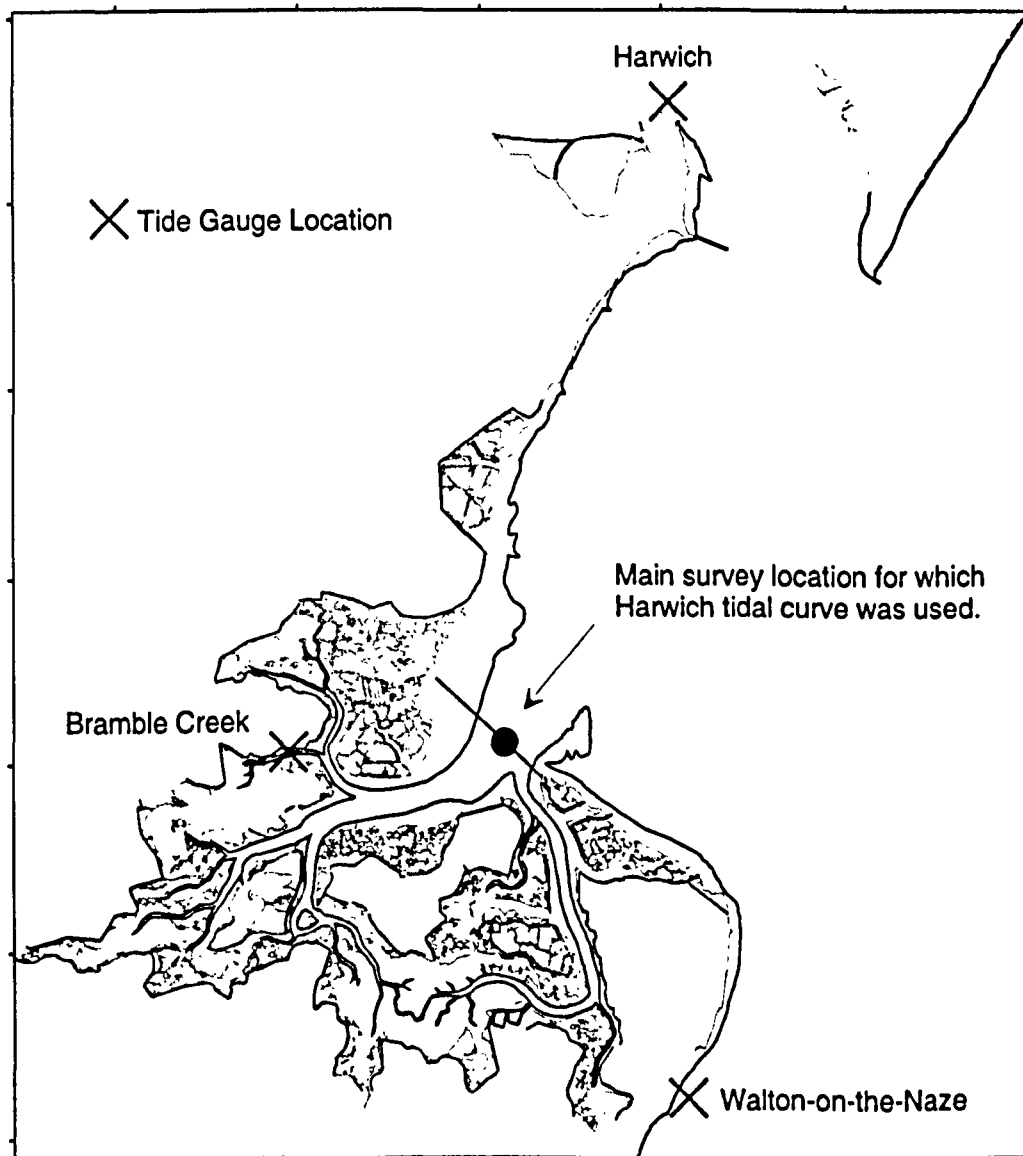 Harwich
Tide Gauge Location
Main survey location for which
Harwich tidal curve was used.
Bramble Creek
Walton-on-the-Naze